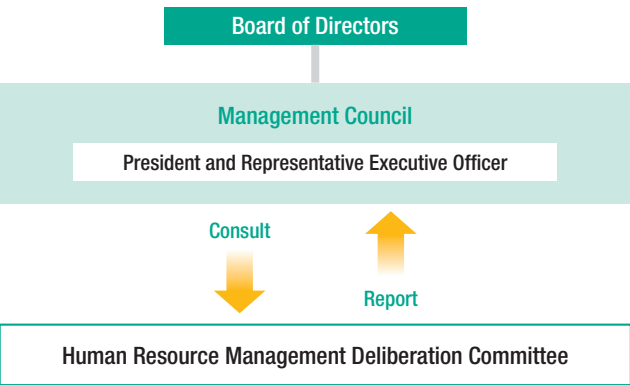 Board of Directors
Management Council
President and Representative Executive Officer
Consult
Report
Human Resource Management Deliberation Committee